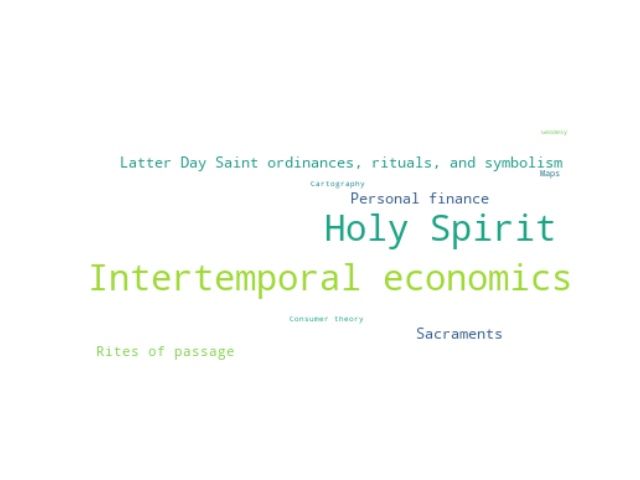 Latter Day Saint ordinances, rituals, and symbolism
Maps
Cartography
Personal finance
Holy Spirit
Intertemporal economics
Consumer theory
Sacraments
Rites of passage